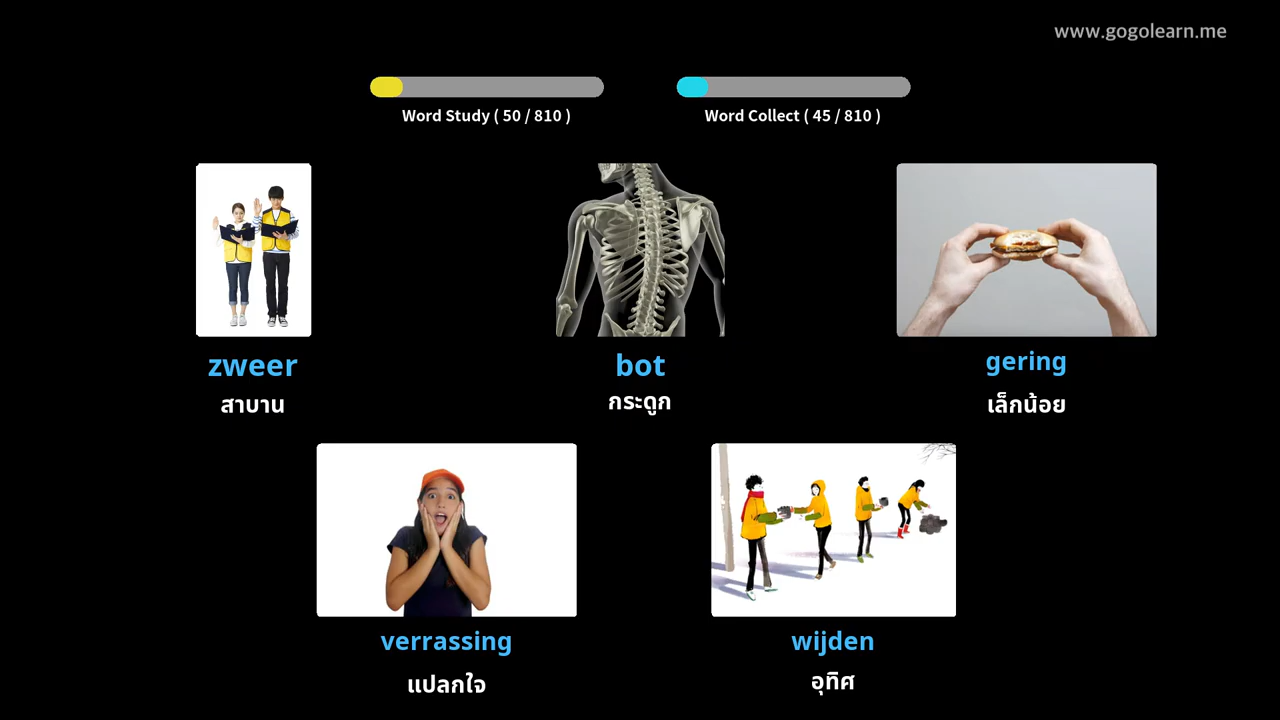 www.gogolearn.me
Word Study ( 50 / 810 )
Word Collect ( 45 / 810 )
zweer
สาบาน
bot
กระดูก
gering
เล็กน้อย
verrassing
แปลกใจ
wijden
อุทิศ